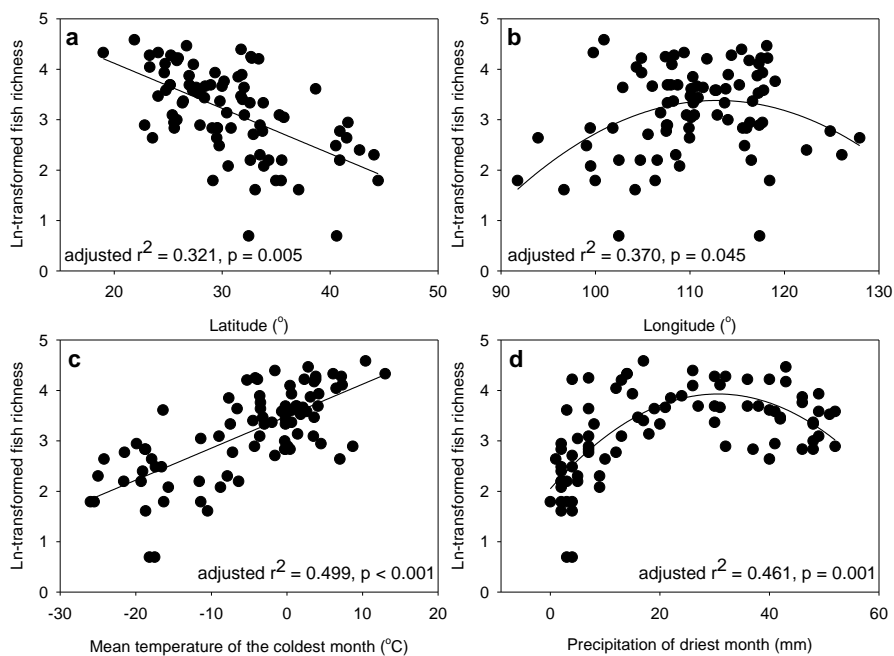 a
Ln-transformed fish richness
5
4
3
2
1
0
adjusted r² = 0.321, p = 0.005
20 30 40 50
Latitude (°)
b
Ln-transformed fish richness
5
4
3
2
1
0
adjusted r² = 0.370, p = 0.045
90 100 110 120 130
Longitude (°)
c
Ln-transformed fish richness
5
4
3
2
1
0
adjusted r² = 0.499, p < 0.001
-30 -20 -10 0 10 20
Mean temperature of the coldest month (°C)
d
Ln-transformed fish richness
5
4
3
2
1
0
adjusted r² = 0.461, p = 0.001
0 20 40 60
Precipitation of driest month (mm)